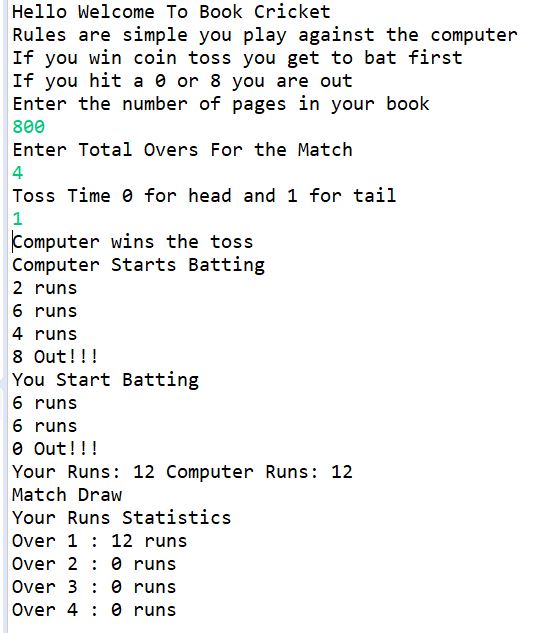 Hello Welcome To Book Cricket
Rules are simple you play against the computer
If you win coin toss you get to bat first
If you hit a 0 or 8 you are out
Enter the number of pages in your book
800
Enter Total Overs For the Match
4
Toss Time 0 for head and 1 for tail
1
Computer wins the toss
Computer Starts Batting
2 runs
6 runs
4 runs
8 Out!!!
You Start Batting
6 runs
6 runs
0 Out!!!
Your Runs: 12 Computer Runs: 12
Match Draw
Your Runs Statistics
Over 1 : 12 runs
Over 2 : 0 runs
Over 3 : 0 runs
Over 4 : 0 runs